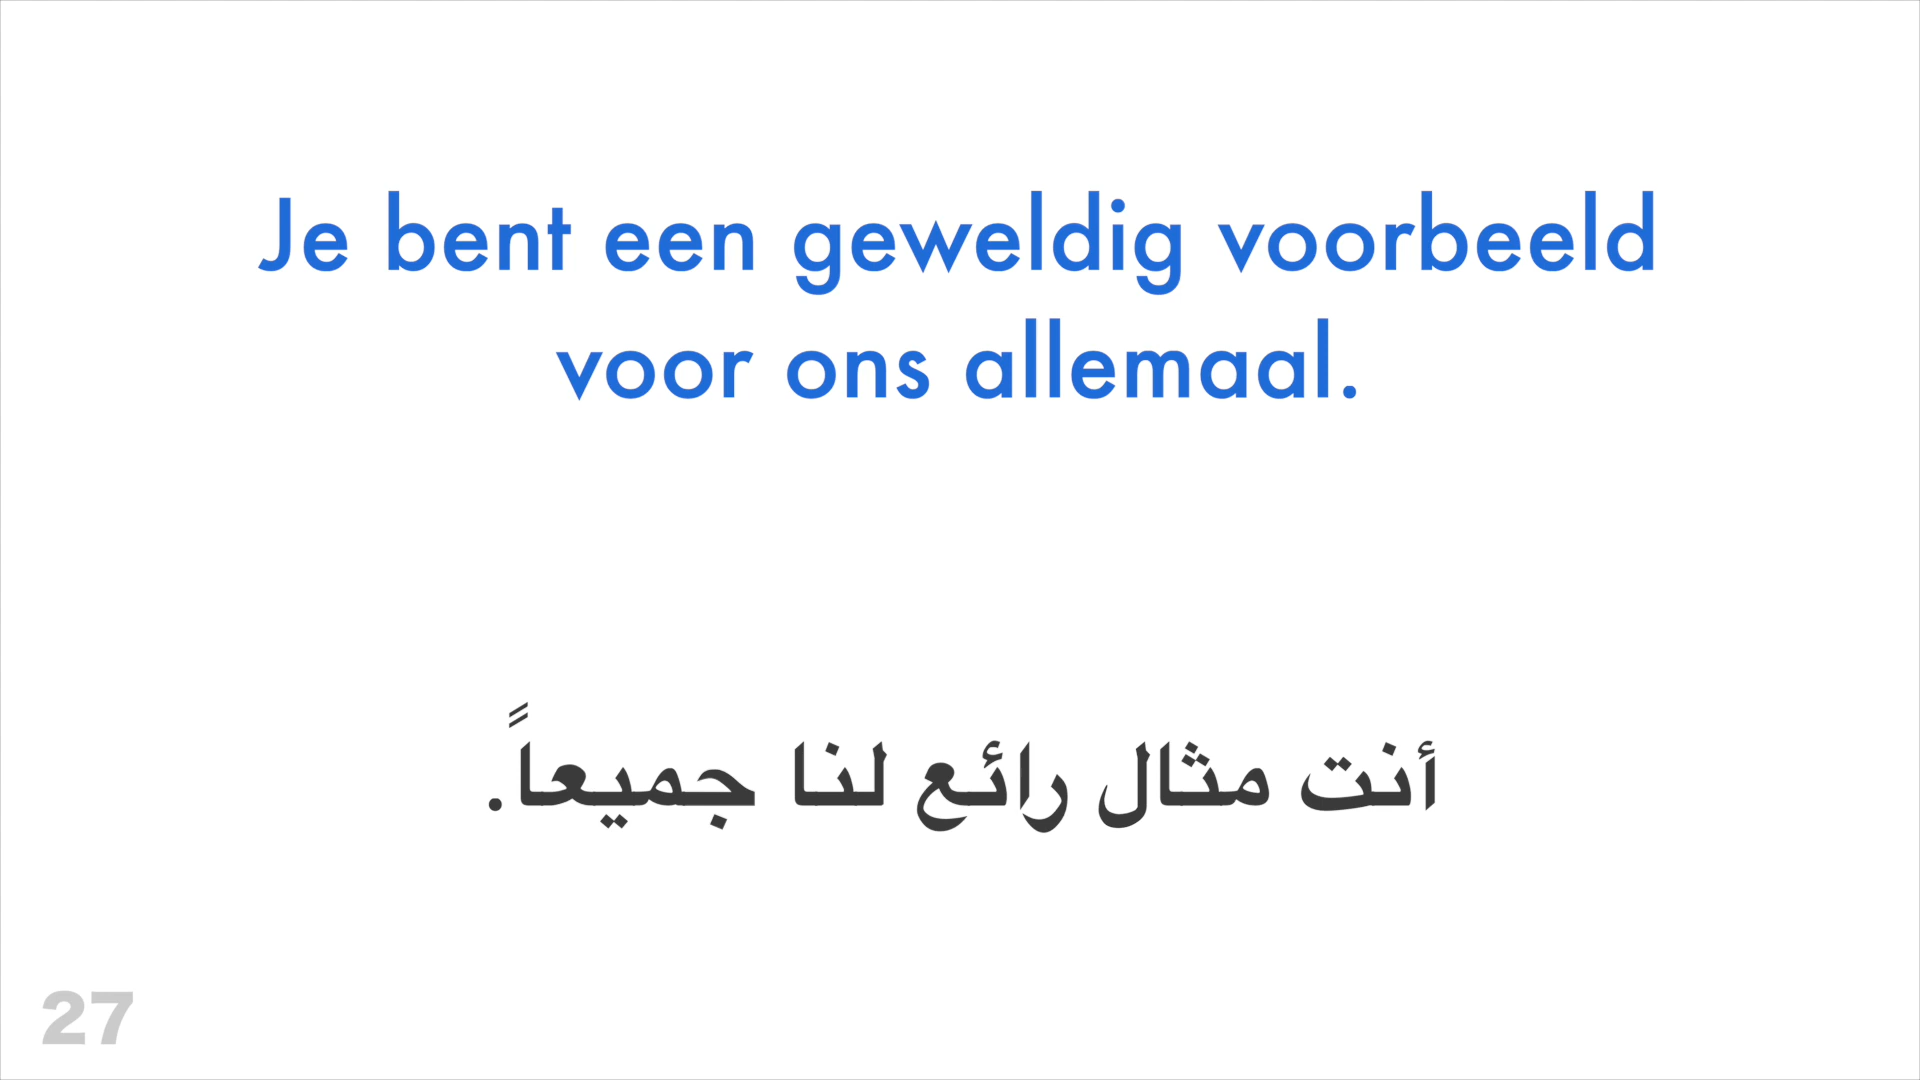 Je bent een geweldig voorbeeld
voor ons allemaal.
أنت مثال رائع لنا جميعاً.
27